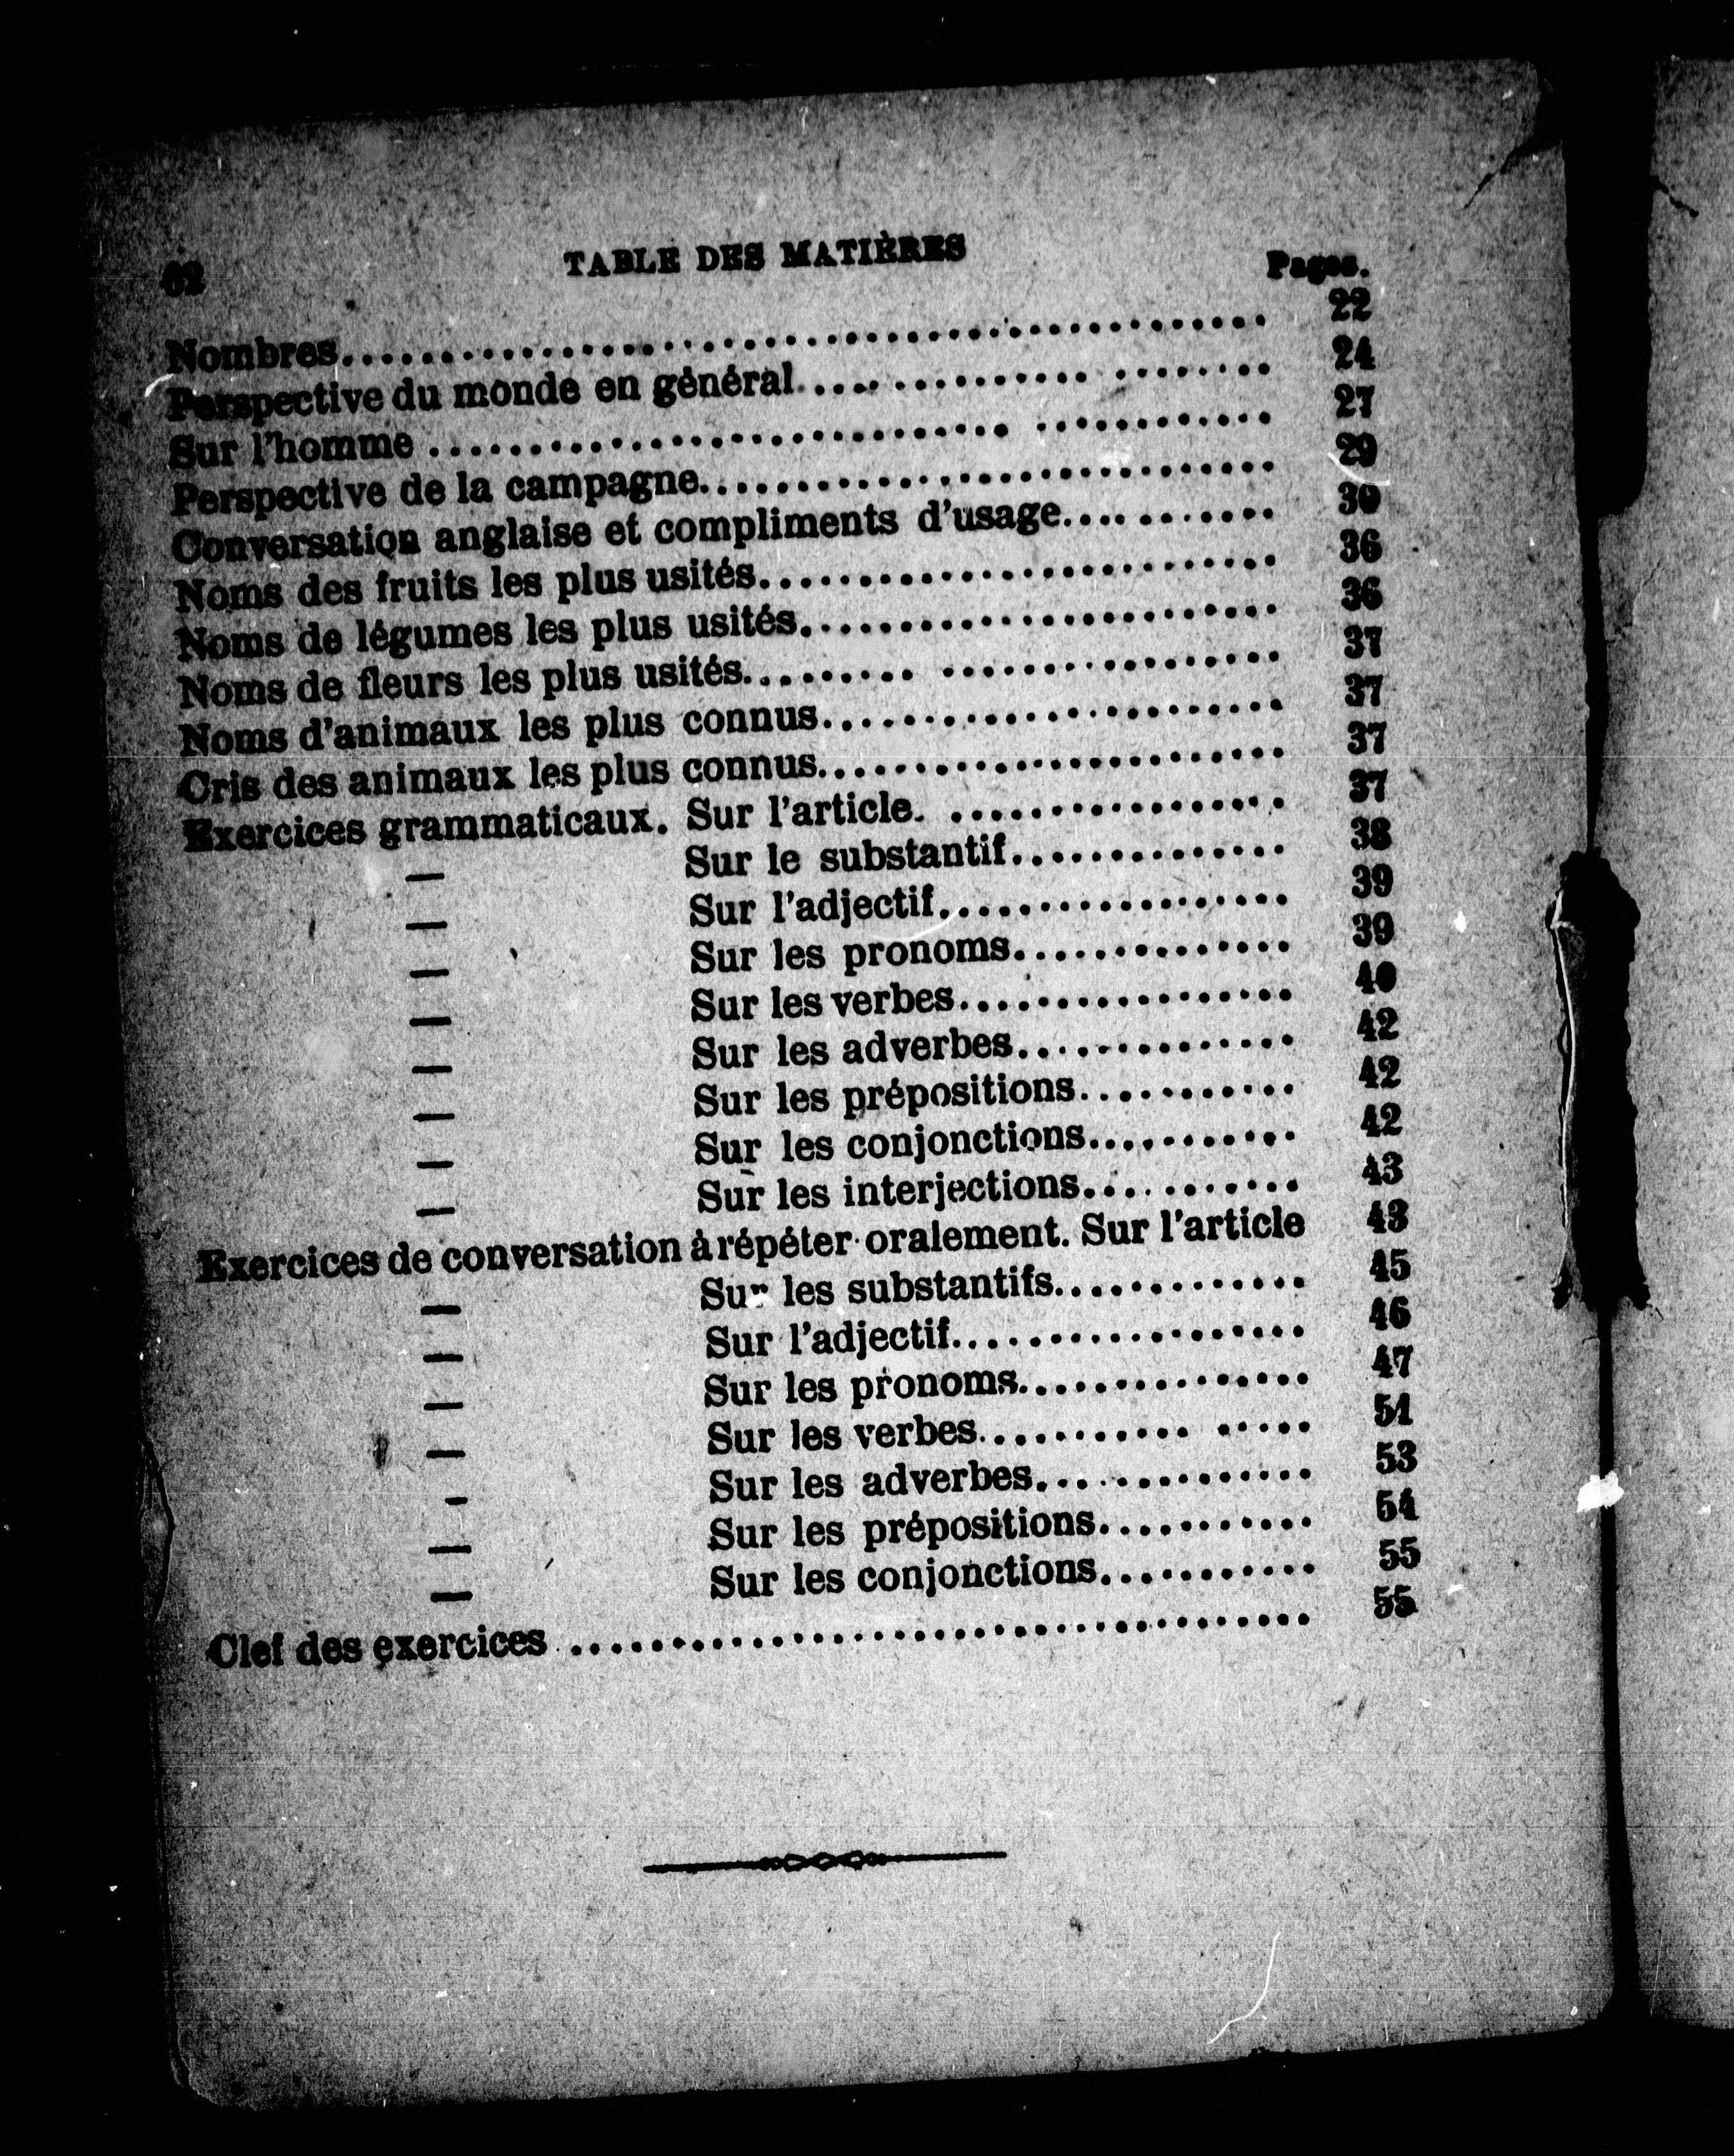 62 TABLE DES MATIÈRES
Pages.
Nombres........................................ 22
Perspective du monde en général........................ 24
Sur l'homme ........................................ 27
Perspective de la campagne............................. 29
Conversation anglaise et compliments d'usage........... 30
Noms des fruits les plus usités.......................... 36
Noms de légumes les plus usités........................ 36
Noms de fleurs les plus usités.......................... 37
Noms d'animaux les plus connus....................... 37
Cris des animaux les plus connus....................... 37
Exercices grammaticaux. Sur l'article. ................. 37
— Sur le substantif.............. 38
— Sur l'adjectif.................. 39
— Sur les pronoms.............. 39
— Sur les verbes................. 40
— Sur les adverbes.............. 42
— Sur les prépositions........... 42
— Sur les conjonctions........... 42
— Sur les interjections........... 43
Exercices de conversation à répéter oralement. Sur l'article 43
— Sur les substantifs............. 45
— Sur l'adjectif.................. 46
— Sur les pronoms............... 47
— Sur les verbes........... ..... 51
- Sur les adverbes.............. 53
— Sur les prépositions........... 54
— Sur les conjonctions........... 55
Clef des exercices ...................................... 55